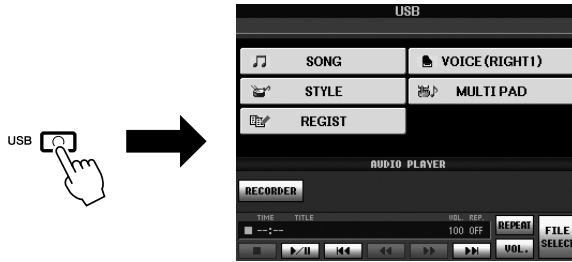 USB
USB
SONG
VOICE(RIGHT1)
STYLE
MULTI PAD
REGIST
AUDIO PLAYER
RECORDER
TIME TITLE VOL. REP.
--:-- 100 OFF
REPEAT
FILE SELECT
VOL.